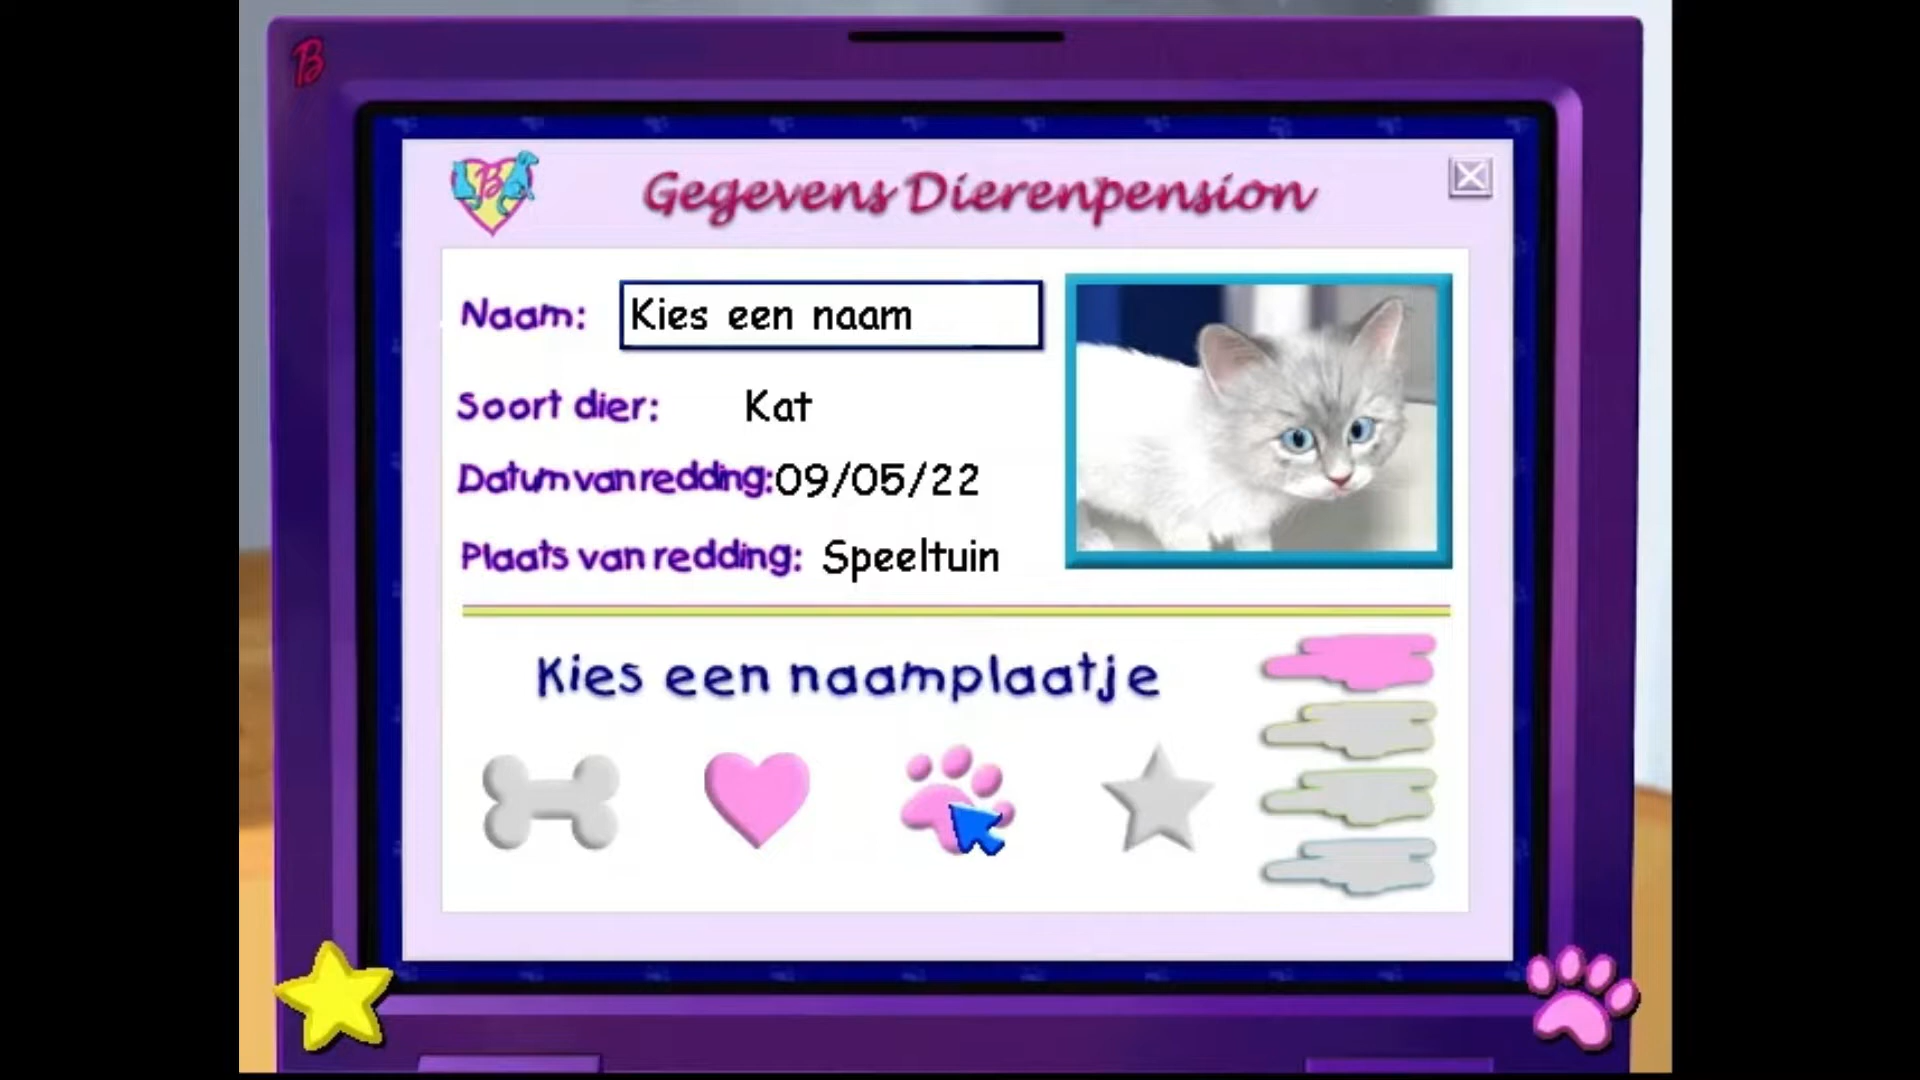 B
B
Gegevens Dierenpension
Naam: Kies een naam
Soort dier: Kat
Datum van redding: 09/05/22
Plaats van redding: Speeltuin
Kies een naamplaatje